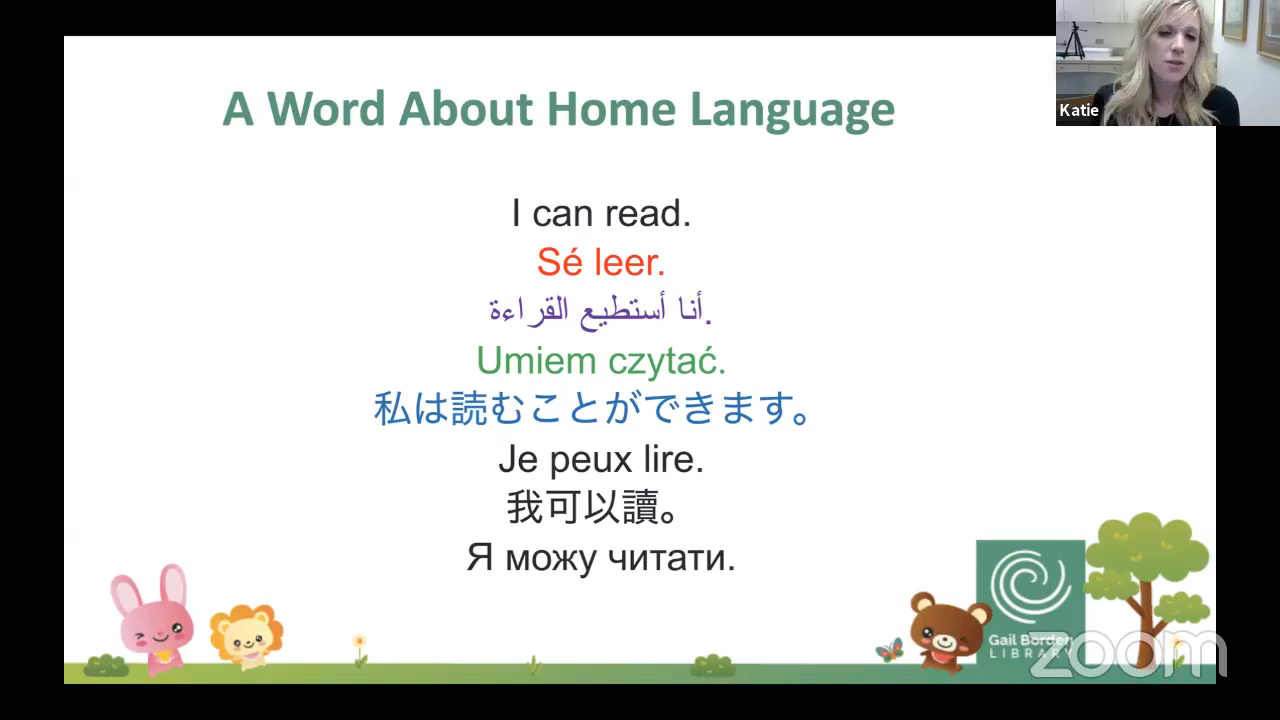 A Word About Home Language
Katie
I can read.
Sé leer.
أنا أستطيع القراءة.
Umiem czytać.
私は読むことができます。
Je peux lire.
我可以讀。
Я можу читати.
Gail Borden
LIBRARY
zoom